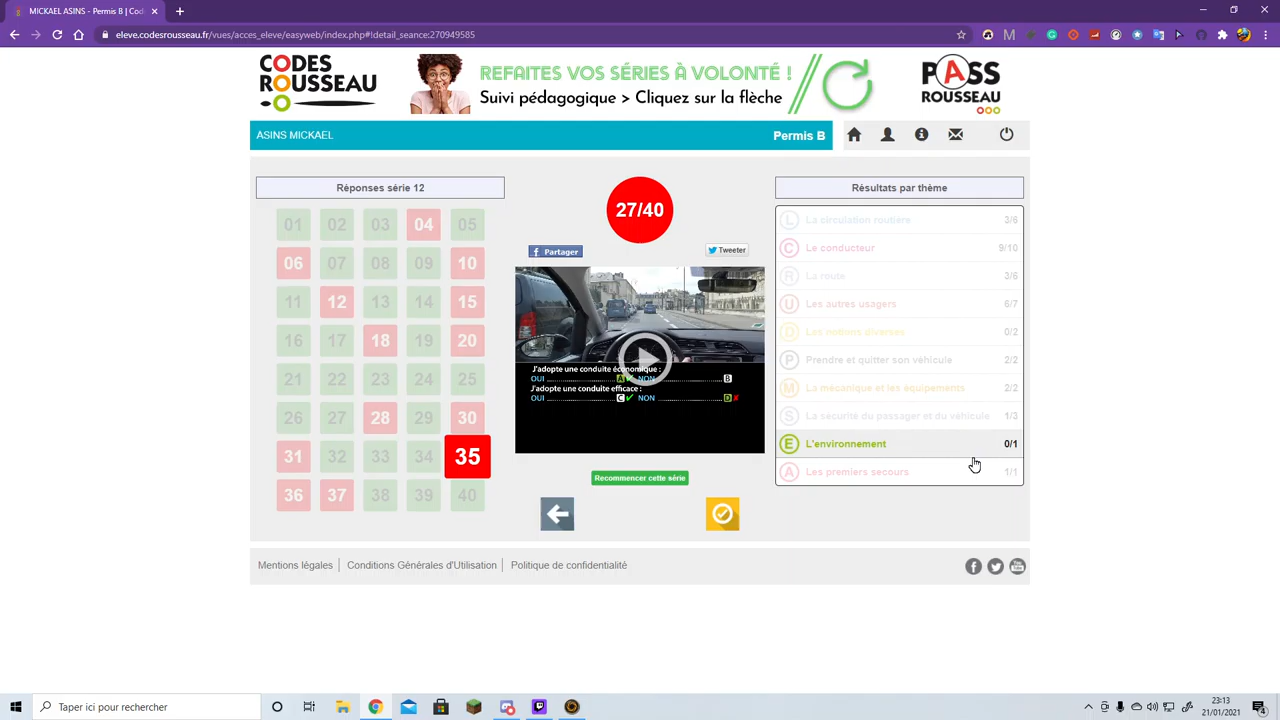 MICKAEL ASINS - Permis B | Code
eleve.codesrousseau.fr/vues/acces_eleve/easyweb/index.php#!detail_seance:270949585
CODES
ROUSSEAU
REFAITES VOS SÉRIES À VOLONTÉ !
Suivi pédagogique > Cliquez sur la flèche
PASS
ROUSSEAU
ASINS MICKAEL
Permis B
Réponses série 12
01 02 03 04 05
06 07 08 09 10
11 12 13 14 15
16 17 18 19 20
21 22 23 24 25
26 27 28 29 30
31 32 33 34 35
36 37 38 39 40
27/40
Partager
Tweeter
J'adopte une conduite économique :
OUI A NON B
J'adopte une conduite efficace :
OUI C NON D
Recommencer cette série
Résultats par thème
L La circulation routière 3/6
C Le conducteur 9/10
R La route 3/6
U Les autres usagers 6/7
D Les notions diverses 0/2
P Prendre et quitter son véhicule 2/2
M La mécanique et les équipements 2/2
S La sécurité du passager et du véhicule 1/3
E L'environnement 0/1
A Les premiers secours 1/1
Mentions légales
Conditions Générales d'Utilisation
Politique de confidentialité
Taper ici pour rechercher
23:13
21/01/2021